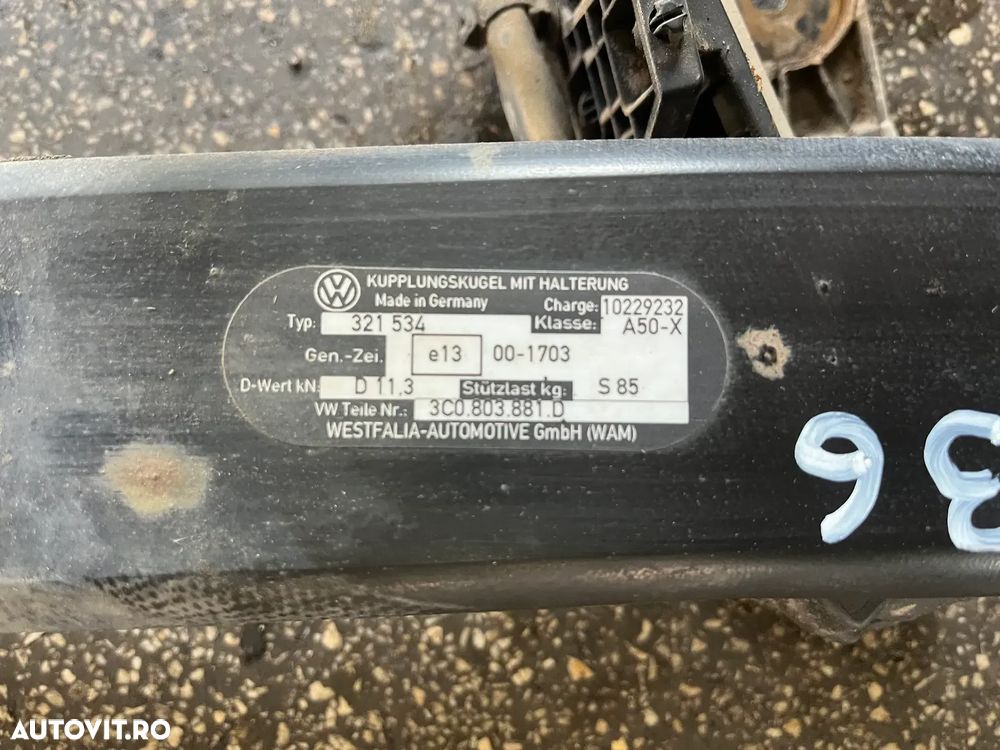 KUPPLUNGSKUGEL MIT HALTERUNG
Made in Germany Charge: 10229232
Typ: 321 534 Klasse: A50-X
Gen.-Zei. e13 00-1703
D-Wert kN: D 11,3 Stützlast kg: S 85
VW Teile Nr.: 3C0.803.881.D
WESTFALIA-AUTOMOTIVE GmbH (WAM)
36
AUTOVIT.RO